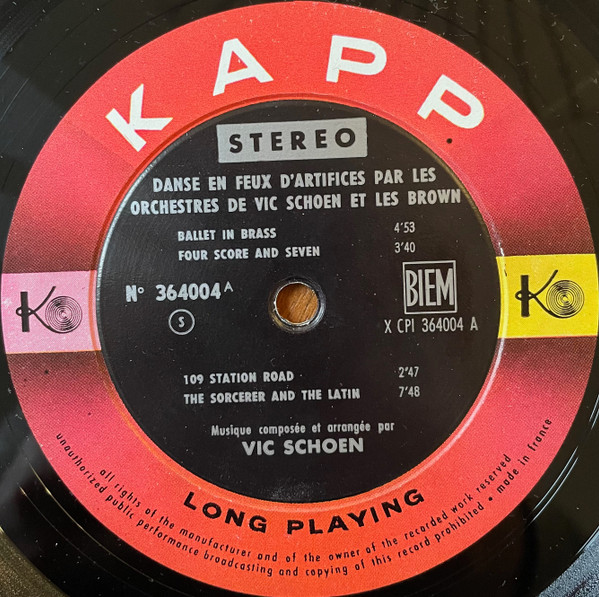 KAPP.
STEREO
DANSE EN FEUX D'ARTIFICES PAR LES
ORCHESTRES DE VIC SCHOEN ET LES BROWN
BALLET IN BRASS 4'53
FOUR SCORE AND SEVEN 3'40
N° 364004 A
BIEM
S
X CPI 364004 A
K
K
109 STATION ROAD 2'47
THE SORCERER AND THE LATIN 7'48
Musique composée et arrangée par
VIC SCHOEN
LONG PLAYING
all rights of the manufacturer and of the owner of the recorded work reserved
unauthorized public performance broadcasting and copying of this record prohibited • made in france